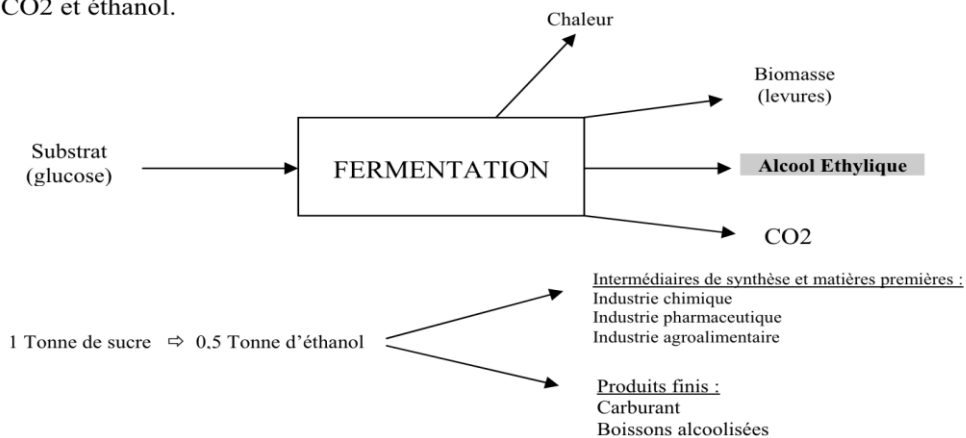 CO2 et éthanol.
Chaleur
Biomasse
(levures)
Substrat
(glucose)
FERMENTATION
Alcool Ethylique
CO2
Intermédiaires de synthèse et matières premières :
Industrie chimique
Industrie pharmaceutique
Industrie agroalimentaire
1 Tonne de sucre ⇨ 0.5 Tonne d'éthanol
Produits finis :
Carburant
Boissons alcoolisées